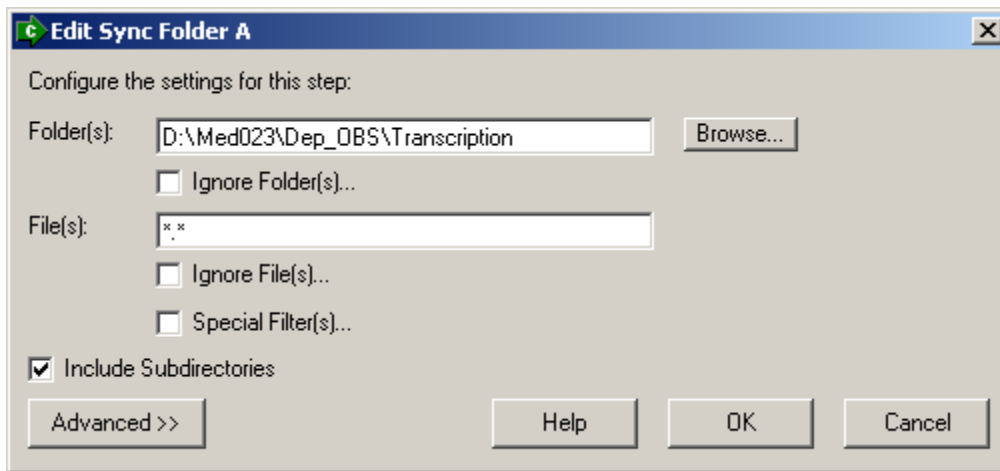 Edit Sync Folder A
Configure the settings for this step:
Folder(s): D:\Med023\Dep_OBS\Transcription Browse...
Ignore Folder(s)...
File(s): *.*
Ignore File(s)...
Special Filter(s)...
Include Subdirectories
Advanced >> Help OK Cancel